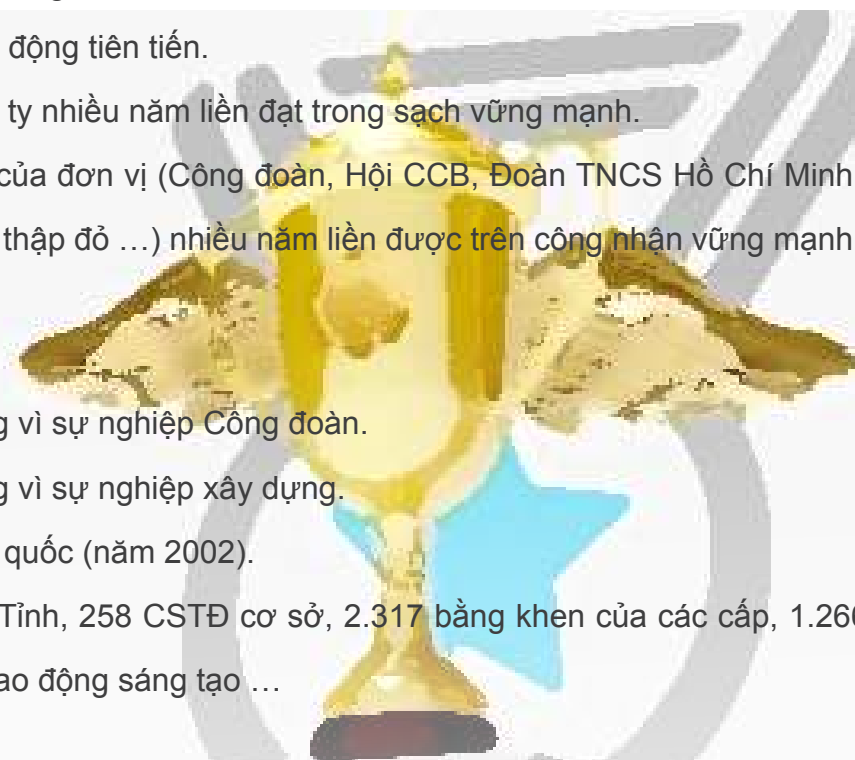 động tiên tiến.
ty nhiều năm liền đạt trong sạch vững mạnh.
của đơn vị (Công đoàn, Hội CCB, Đoàn TNCS Hồ Chí Minh
thập đỏ …) nhiều năm liền được trên công nhận vững mạnh
vì sự nghiệp Công đoàn.
vì sự nghiệp xây dựng.
quốc (năm 2002).
Tỉnh, 258 CSTĐ cơ sở, 2.317 bằng khen của các cấp,
động sáng tạo …